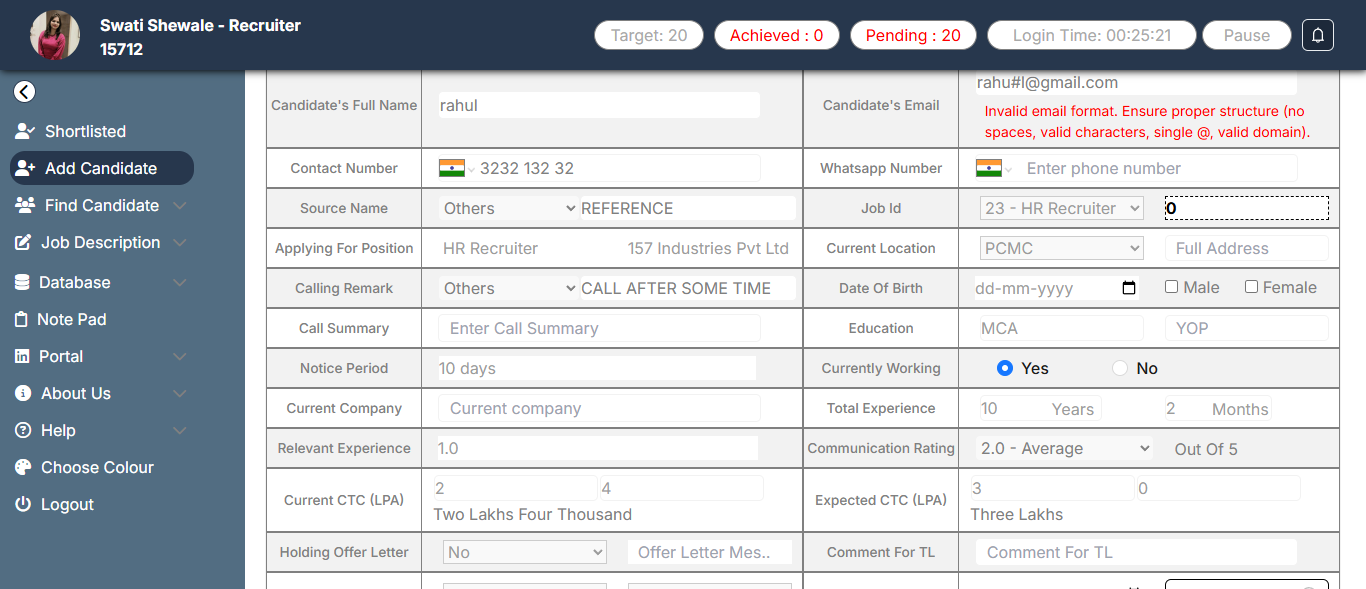 Swati Shewale - Recruiter
15712
Target: 20
Achieved : 0
Pending : 20
Login Time: 00:25:21
Pause
Shortlisted
Add Candidate
Find Candidate
Job Description
Database
Note Pad
Portal
About Us
Help
Choose Colour
Logout
Candidate's Full Name
rahul
Candidate's Email
rahu#l@gmail.com
Invalid email format. Ensure proper structure (no
spaces, valid characters, single @, valid domain).
Contact Number
3232 132 32
Whatsapp Number
Enter phone number
Source Name
Others
REFERENCE
Job Id
23 - HR Recruiter
0
Applying For Position
HR Recruiter
157 Industries Pvt Ltd
Current Location
PCMC
Full Address
Calling Remark
Others
CALL AFTER SOME TIME
Date Of Birth
dd-mm-yyyy
Male
Female
Call Summary
Enter Call Summary
Education
MCA
YOP
Notice Period
10 days
Currently Working
Yes
No
Current Company
Current company
Total Experience
10 Years
2 Months
Relevant Experience
1.0
Communication Rating
2.0 - Average
Out Of 5
Current CTC (LPA)
2
4
Two Lakhs Four Thousand
Expected CTC (LPA)
3
0
Three Lakhs
Holding Offer Letter
No
Offer Letter Mes..
Comment For TL
Comment For TL